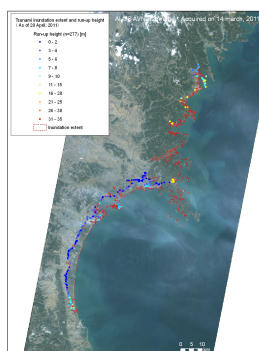 Tsunami inundation extent and run-up height
( As of 20 April, 2011)
Run-up height (n=277) [m]
0 - 2
3 - 4
5 - 6
7 - 8
9 - 10
11 - 15
16 - 20
21 - 25
26 - 30
31 - 35
Inundation extent
Acquired on 14 march, 2011
0 5 10